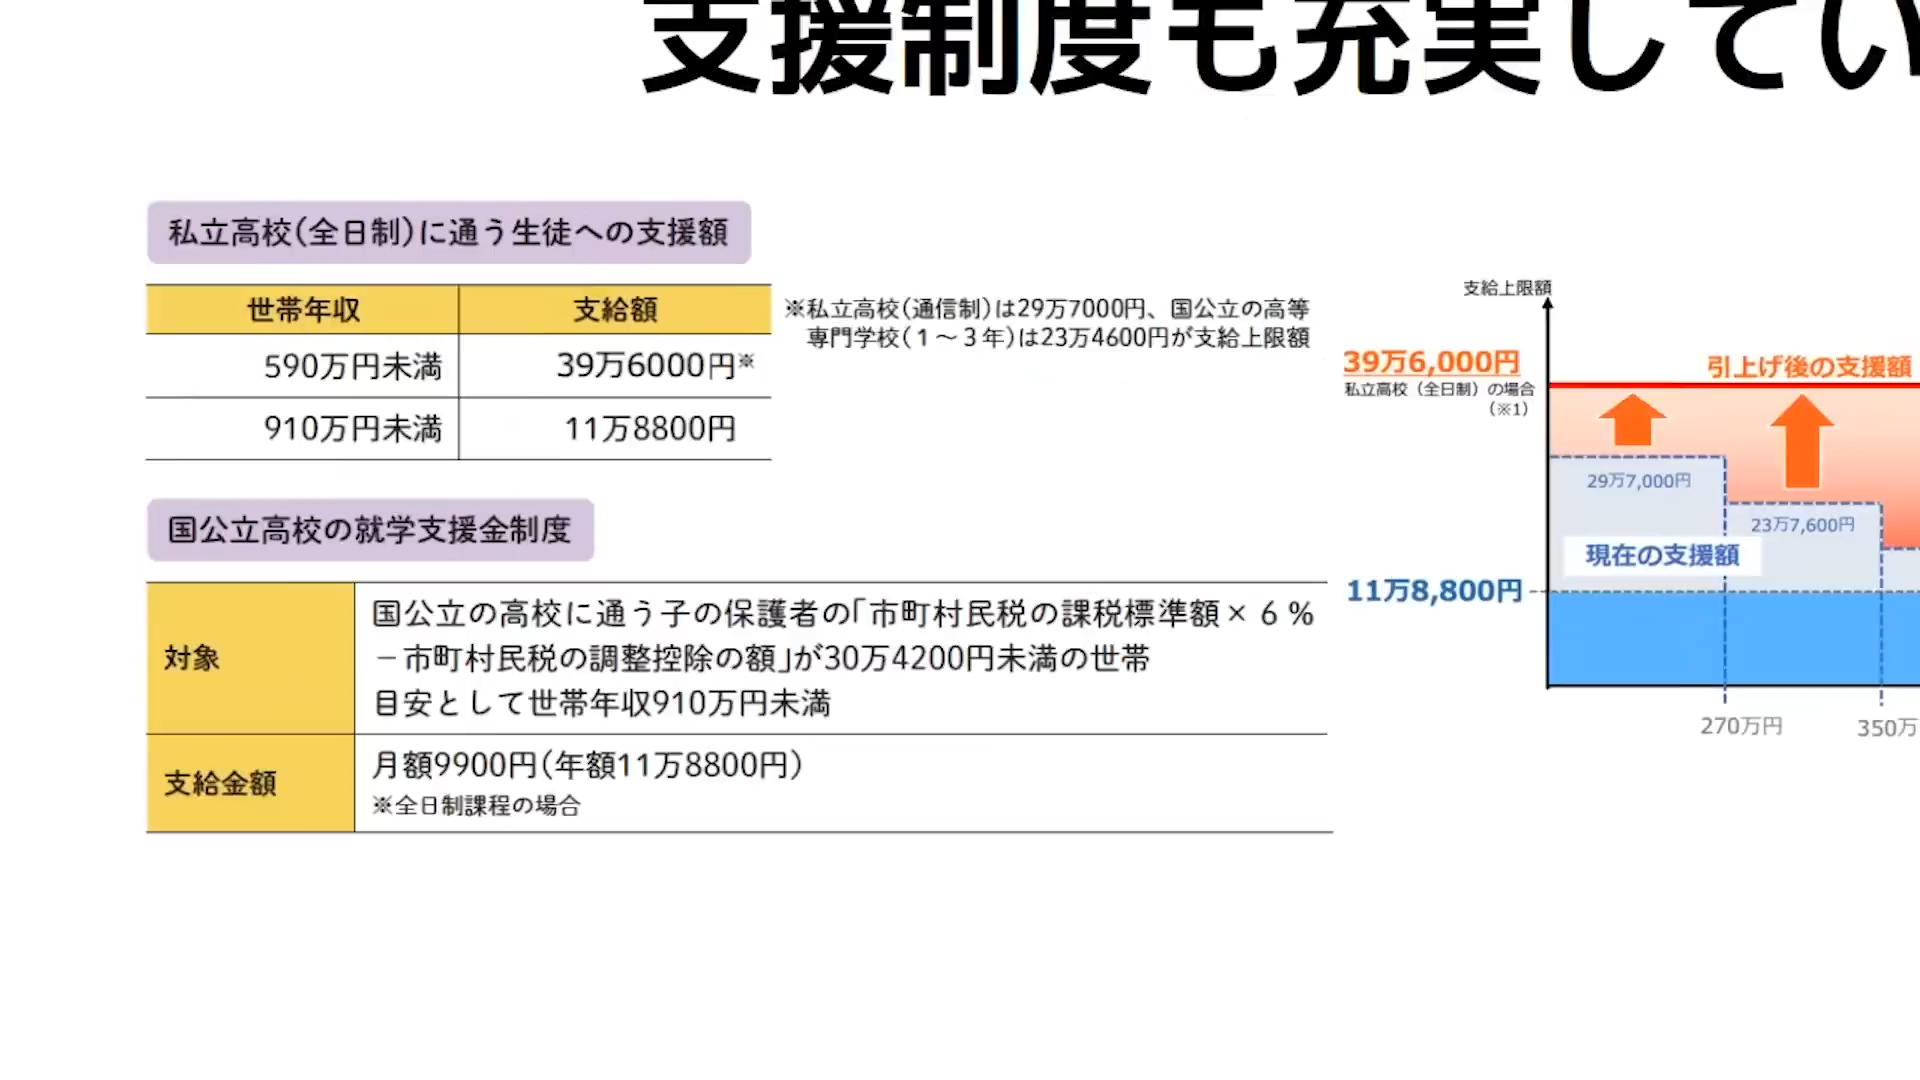 支援制度も充実してい
私立高校(全日制)に通う生徒への支援額
世帯年収 支給額
590万円未満 39万6000円※
910万円未満 11万8800円
※私立高校(通信制)は29万7000円、国公立の高等
専門学校(1～3年)は23万4600円が支給上限額
国公立高校の就学支援金制度
対象
国公立の高校に通う子の保護者の「市町村民税の課税標準額×6%
－市町村民税の調整控除の額」が30万4200円未満の世帯
目安として世帯年収910万円未満
支給金額
月額9900円(年額11万8800円)
※全日制課程の場合
支給上限額
39万6,000円
私立高校（全日制）の場合
（※1）
引上げ後の支援額
29万7,000円
23万7,600円
現在の支援額
11万8,800円
270万円
350万